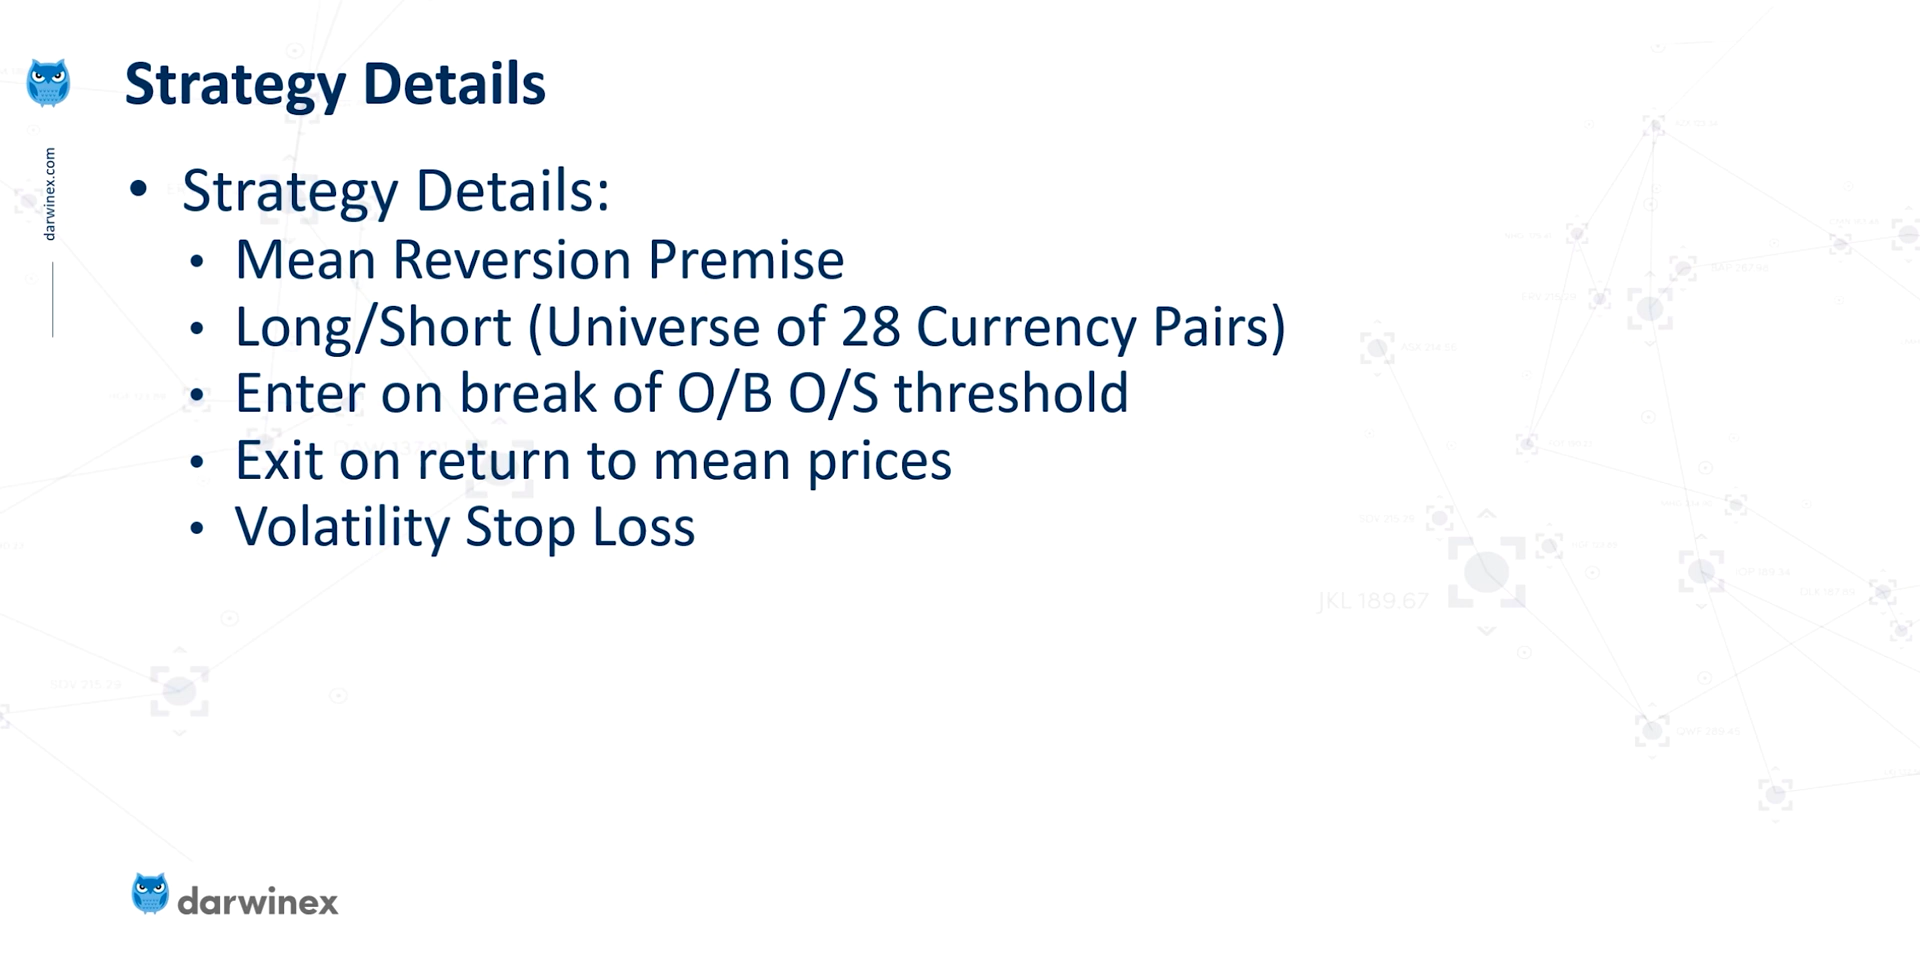 Strategy Details
darwinex.com
• Strategy Details:
• Mean Reversion Premise
• Long/Short (Universe of 28 Currency Pairs)
• Enter on break of O/B O/S threshold
• Exit on return to mean prices
• Volatility Stop Loss
JKL 189.67
darwinex